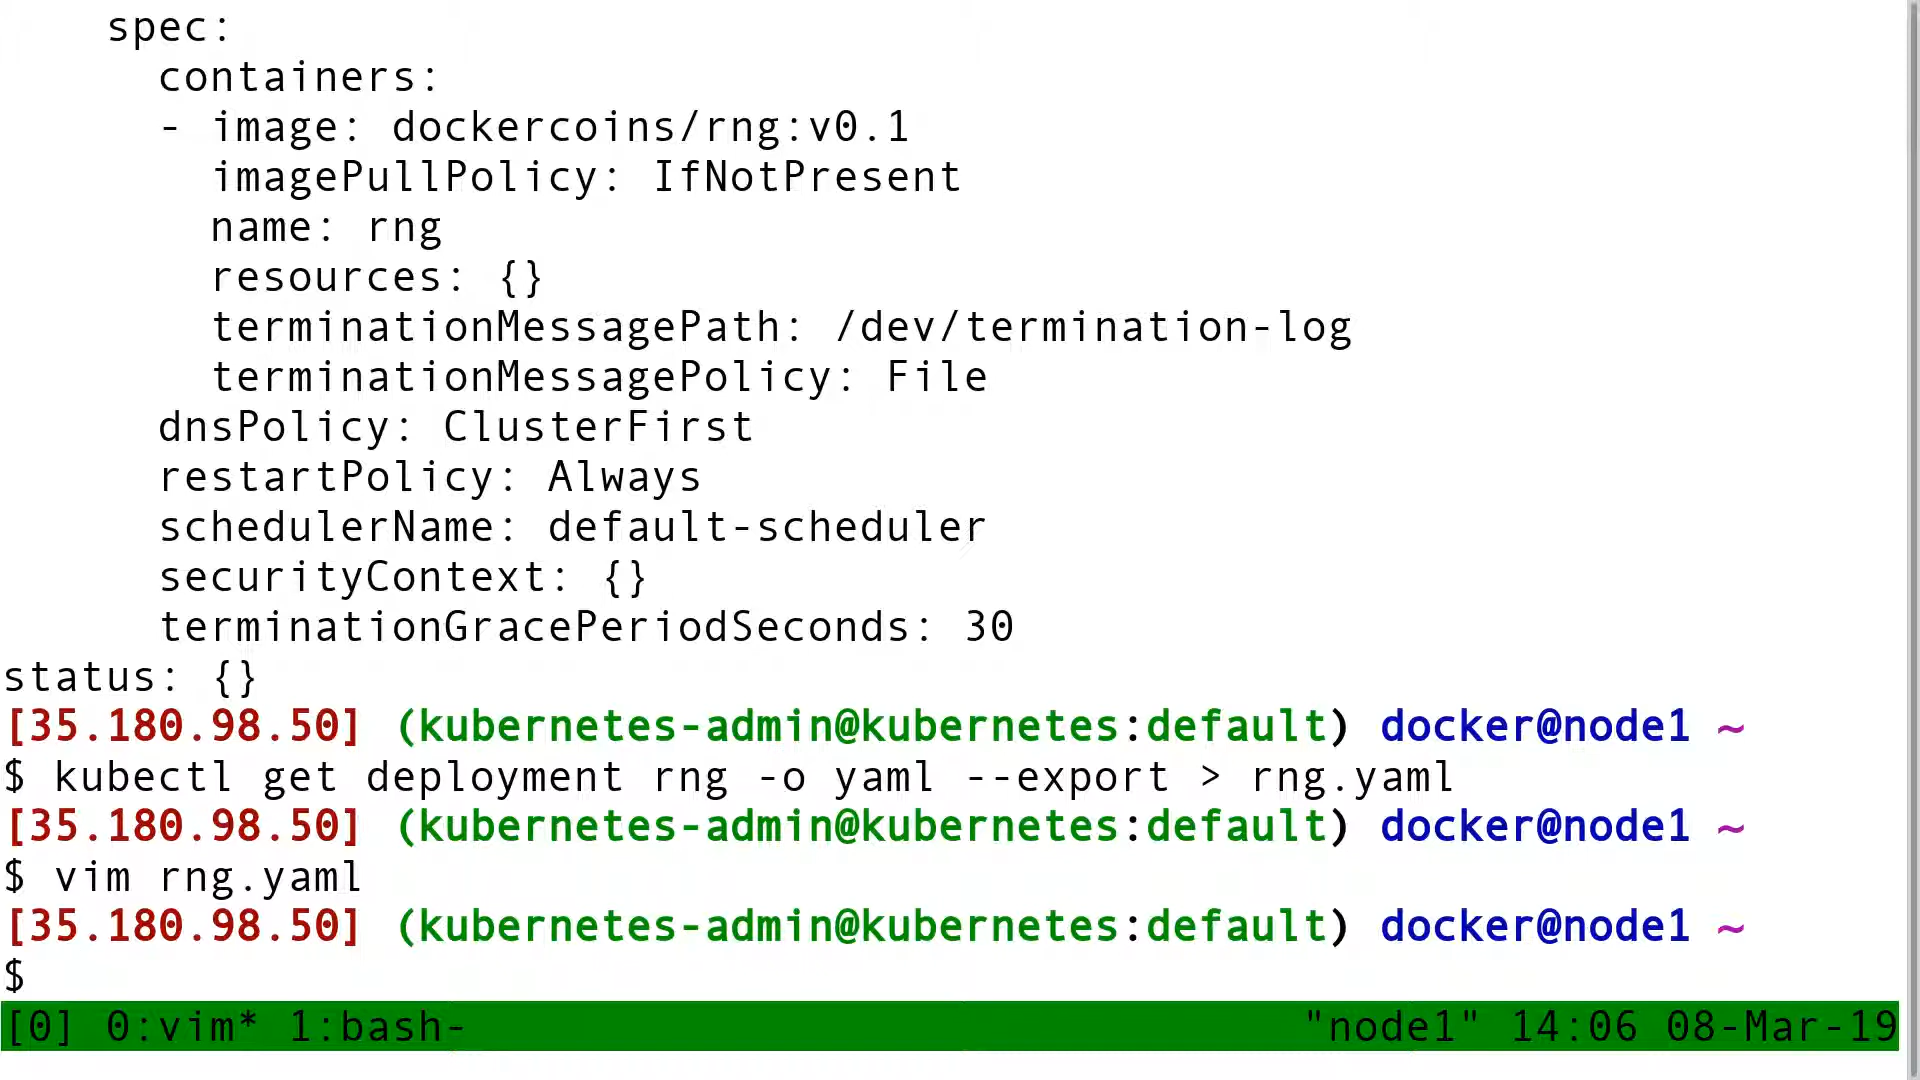 spec:
containers:
- image: dockercoins/rng:v0.1
imagePullPolicy: IfNotPresent
name: rng
resources: {}
terminationMessagePath: /dev/termination-log
terminationMessagePolicy: File
dnsPolicy: ClusterFirst
restartPolicy: Always
schedulerName: default-scheduler
securityContext: {}
terminationGracePeriodSeconds: 30
status: {}
[35.180.98.50] (kubernetes-admin@kubernetes:default) docker@node1 ~
$ kubectl get deployment rng -o yaml --export > rng.yaml
[35.180.98.50] (kubernetes-admin@kubernetes:default) docker@node1 ~
$ vim rng.yaml
[35.180.98.50] (kubernetes-admin@kubernetes:default) docker@node1 ~
$
[0] 0:vim* 1:bash- "node1" 14:06 08-Mar-19